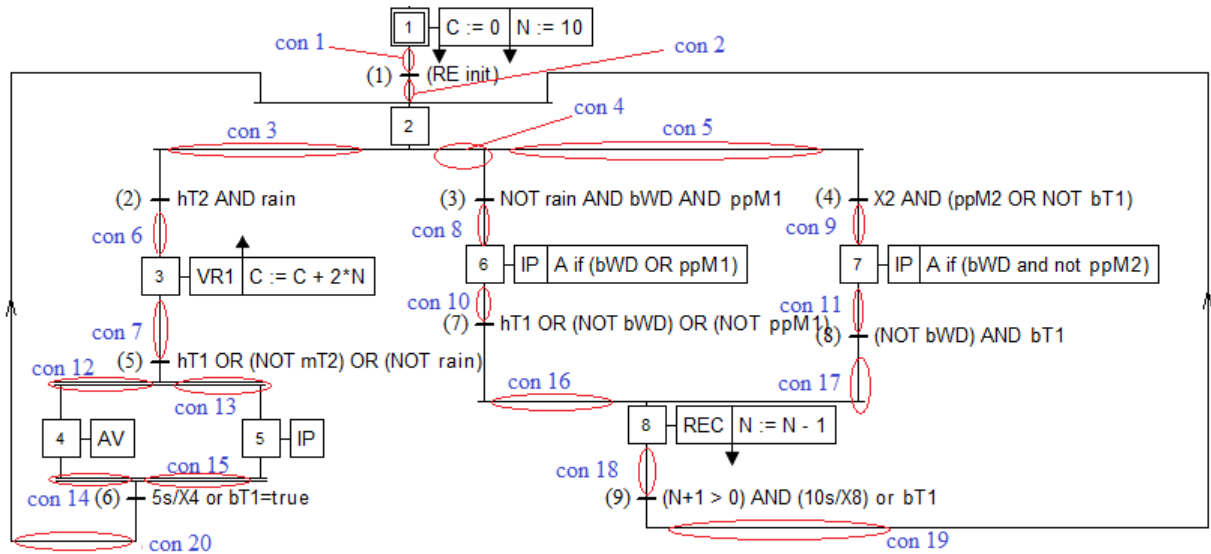 1 C := 0 N := 10
con 1 con 2
(1) (RE init)
2
con 3 con 4 con 5
(2) hT2 AND rain (3) NOT rain AND bWD AND ppM1 (4) X2 AND (ppM2 OR NOT bT1)
con 6 con 8 con 9
3 VR1 C := C + 2*N 6 IP A if (bWD OR ppM1) 7 IP A if (bWD and not ppM2)
con 7 con 10 con 11
(7) hT1 OR (NOT bWD) OR (NOT ppM1) (8) (NOT bWD) AND bT1
(5) hT1 OR (NOT mT2) OR (NOT rain)
con 12 con 13 con 16 con 17
4 AV 5 IP 8 REC N := N - 1
con 15 con 18
con 14 (6) 5s/X4 or bT1=true (9) (N+1 > 0) AND (10s/X8) or bT1
con 20 con 19